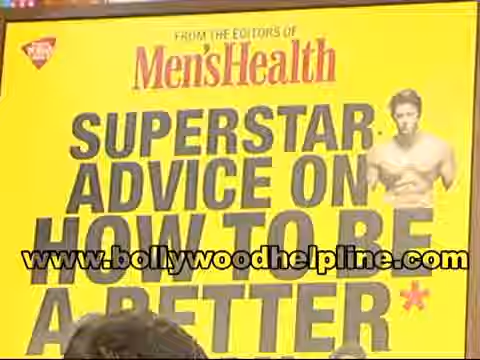 FROM THE EDITORS OF
Men'sHealth
SUPERSTAR
ADVICE ON
HOW TO BE
www.bollywoodhelpline.com
A BETTER*